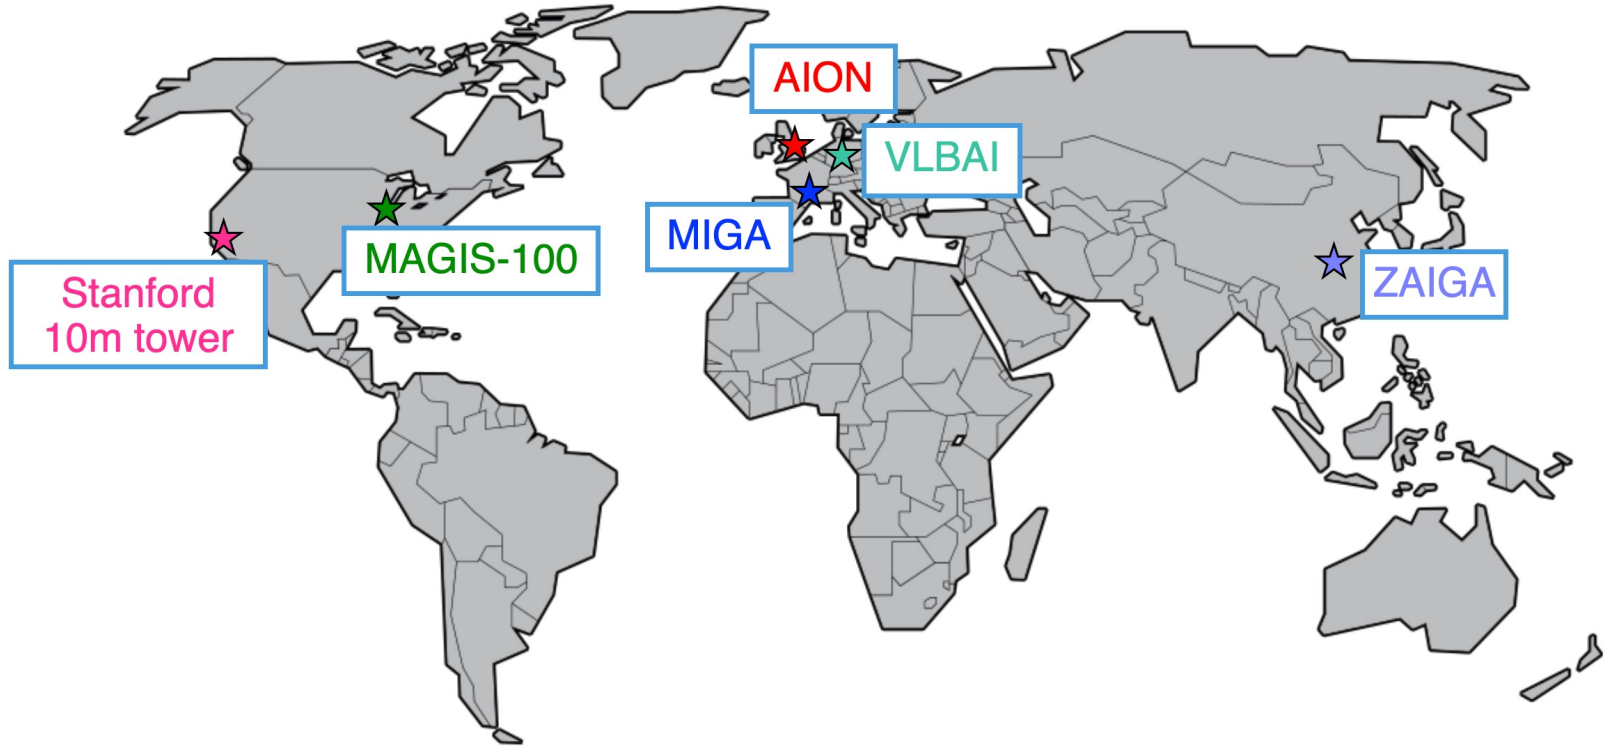 AION
VLBAI
MIGA
MAGIS-100
ZAIGA
Stanford
10m tower